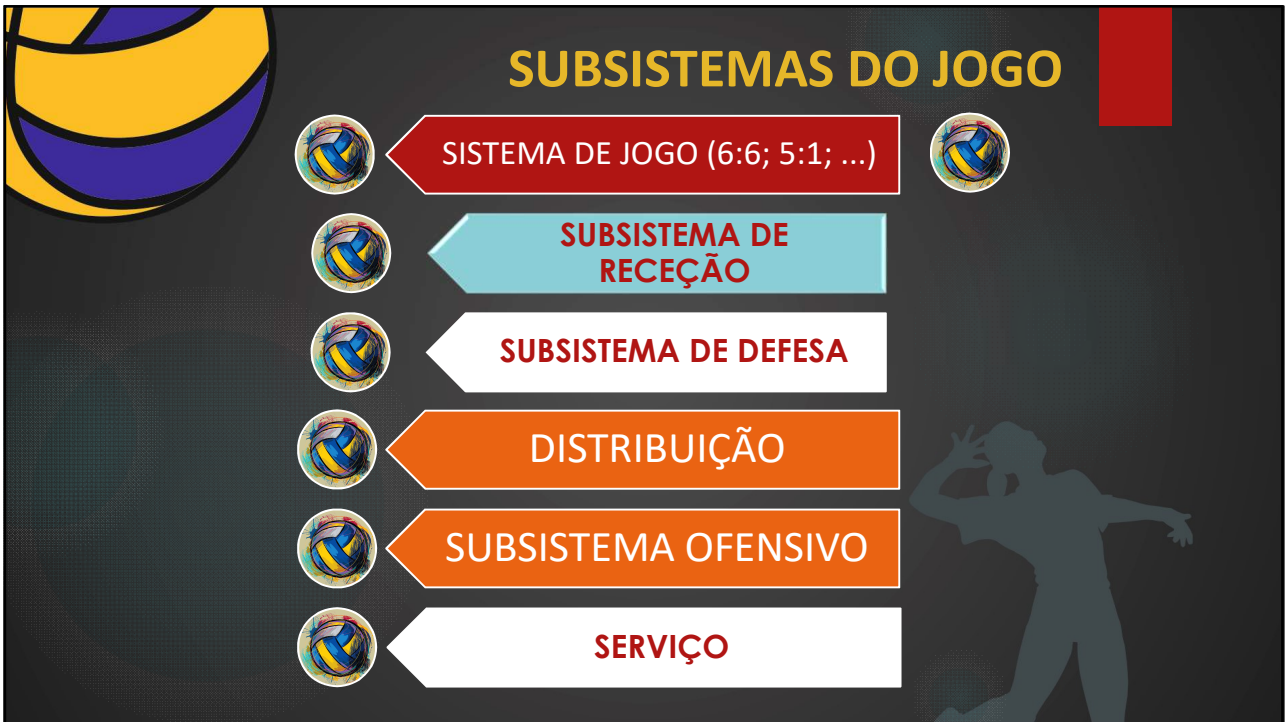 SUBSISTEMAS DO JOGO
SISTEMA DE JOGO (6:6; 5:1; ...)
SUBSISTEMA DE
RECEÇÃO
SUBSISTEMA DE DEFESA
DISTRIBUIÇÃO
SUBSISTEMA OFENSIVO
SERVIÇO